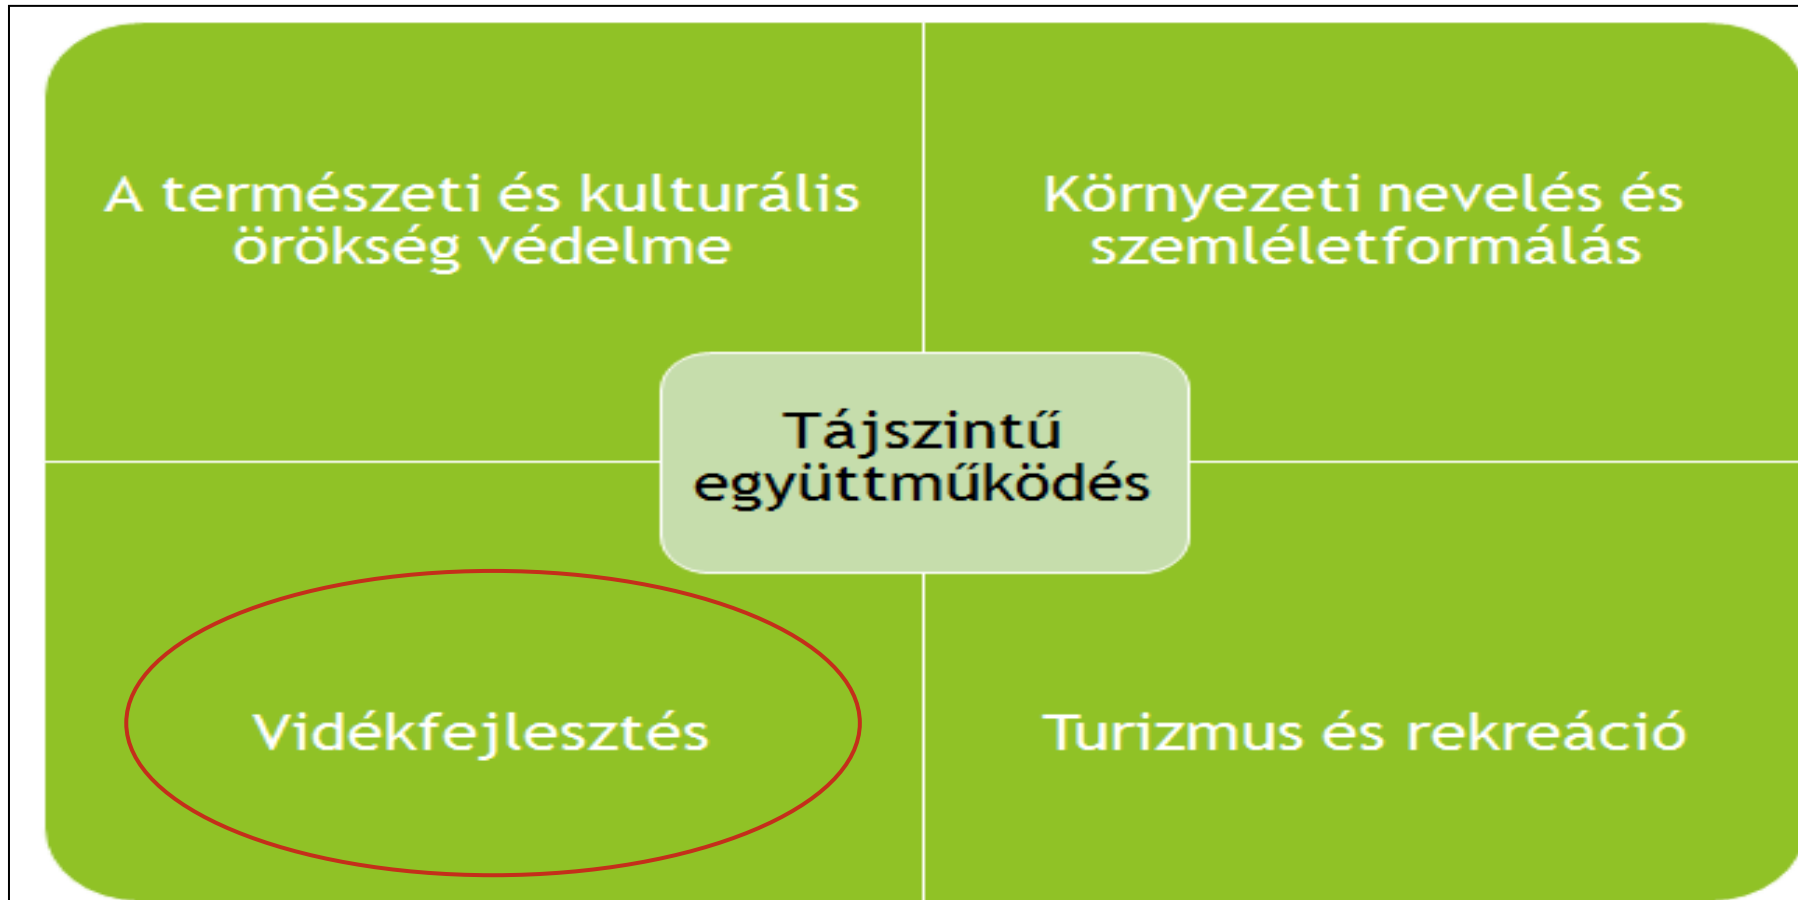 A természeti és kulturális
örökség védelme
Környezeti nevelés és
szemléletformálás
Tájszintű
együttműködés
Vidékfejlesztés
Turizmus és rekreáció